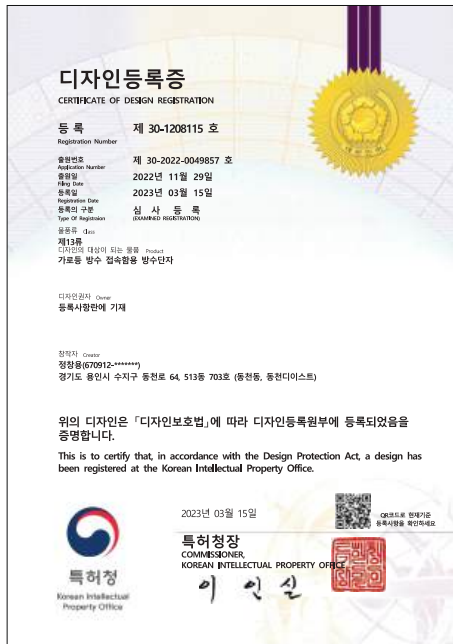 디자인등록증
CERTIFICATE OF DESIGN REGISTRATION
등 록 제 30-1208115 호
Registration Number
출원번호 제 30-2022-0049857 호
Application Number
출원일 2022년 11월 29일
Filing Date
등록일 2023년 03월 15일
Registration Date
등록의 구분 심 사 등 록
Type Of Registraion (EXAMINED REGISTRATION)
물품류 Class
제13류
디자인의 대상이 되는 물품 Product
가로등 방수 접속함용 방수단자
디자인권자 Owner
등록사항란에 기재
창작자 Creator
정창용(670912-*******)
경기도 용인시 수지구 동천로 64, 513동 703호 (동천동, 동천디이스트)
위의 디자인은 「디자인보호법」에 따라 디자인등록원부에 등록되었음을
증명합니다.
This is to certify that, in accordance with the Design Protection Act, a design has
been registered at the Korean Intellectual Property Office.
2023년 03월 15일
QR코드로 현재기준
등록사항을 확인하세요
특허청장
COMMISSIONER,
KOREAN INTELLECTUAL PROPERTY OFFICE
이 인 실
특허청
Korean Intellectual
Property Office